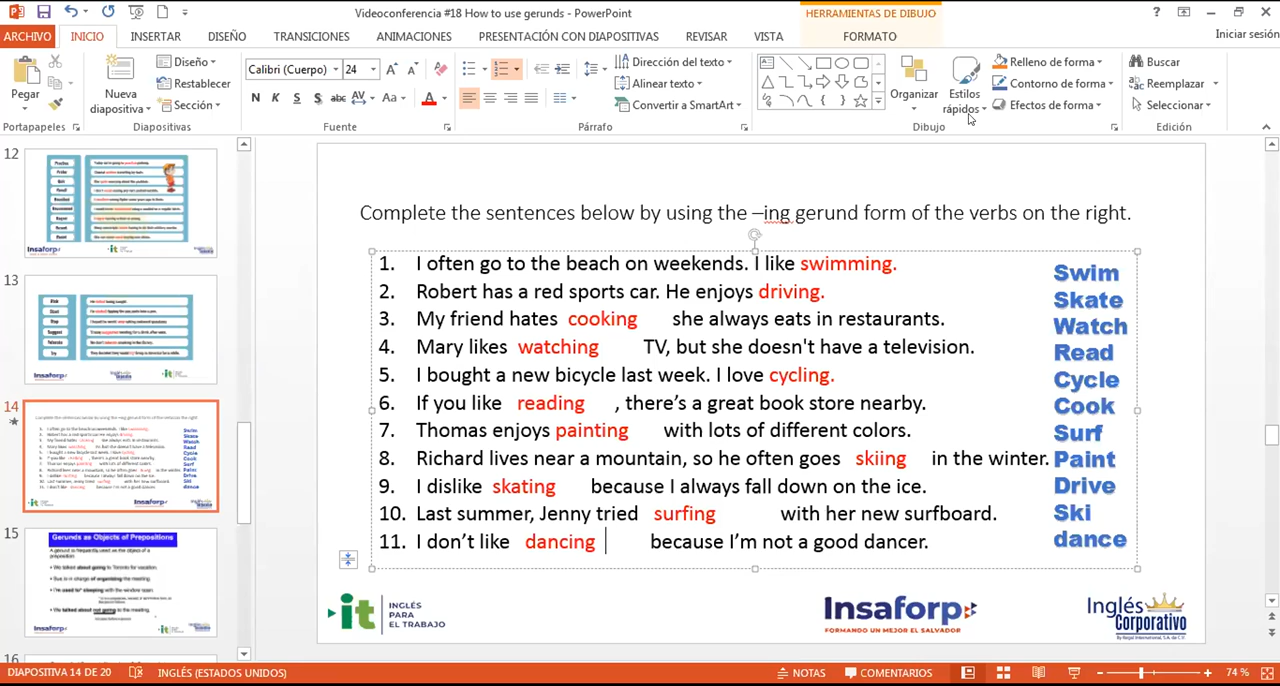 Videoconferencia #18 How to use gerunds - PowerPoint
HERRAMIENTAS DE DIBUJO
ARCHIVO INICIO INSERTAR DISEÑO TRANSICIONES ANIMACIONES PRESENTACIÓN CON DIAPOSITIVAS REVISAR VISTA FORMATO Iniciar sesión
Pegar
Nueva diapositiva
Diseño
Restablecer
Sección
Calibri (Cuerpo) 24
N K S S abc AV Aa A
Dirección del texto
Alinear texto
Convertir a SmartArt
Organizar
Estilos rápidos
Relleno de forma
Contorno de forma
Efectos de forma
Buscar
Reemplazar
Seleccionar
Portapapeles Diapositivas Fuente Párrafo Dibujo Edición
12
13
14
15
Gerunds as Objects of Prepositions
16
Complete the sentences below by using the –ing gerund form of the verbs on the right.
1. I often go to the beach on weekends. I like swimming.
2. Robert has a red sports car. He enjoys driving.
3. My friend hates cooking she always eats in restaurants.
4. Mary likes watching TV, but she doesn't have a television.
5. I bought a new bicycle last week. I love cycling.
6. If you like reading , there's a great book store nearby.
7. Thomas enjoys painting with lots of different colors.
8. Richard lives near a mountain, so he often goes skiing in the winter.
9. I dislike skating because I always fall down on the ice.
10. Last summer, Jenny tried surfing with her new surfboard.
11. I don't like dancing because I'm not a good dancer.
Swim
Skate
Watch
Read
Cycle
Cook
Surf
Paint
Drive
Ski
dance
it INGLÉS
PARA
EL TRABAJO
Insaforp
FORMANDO UN MEJOR EL SALVADOR
Inglés
Corporativo
DIAPOSITIVA 14 DE 20 INGLÉS (ESTADOS UNIDOS) NOTAS COMENTARIOS 74 %